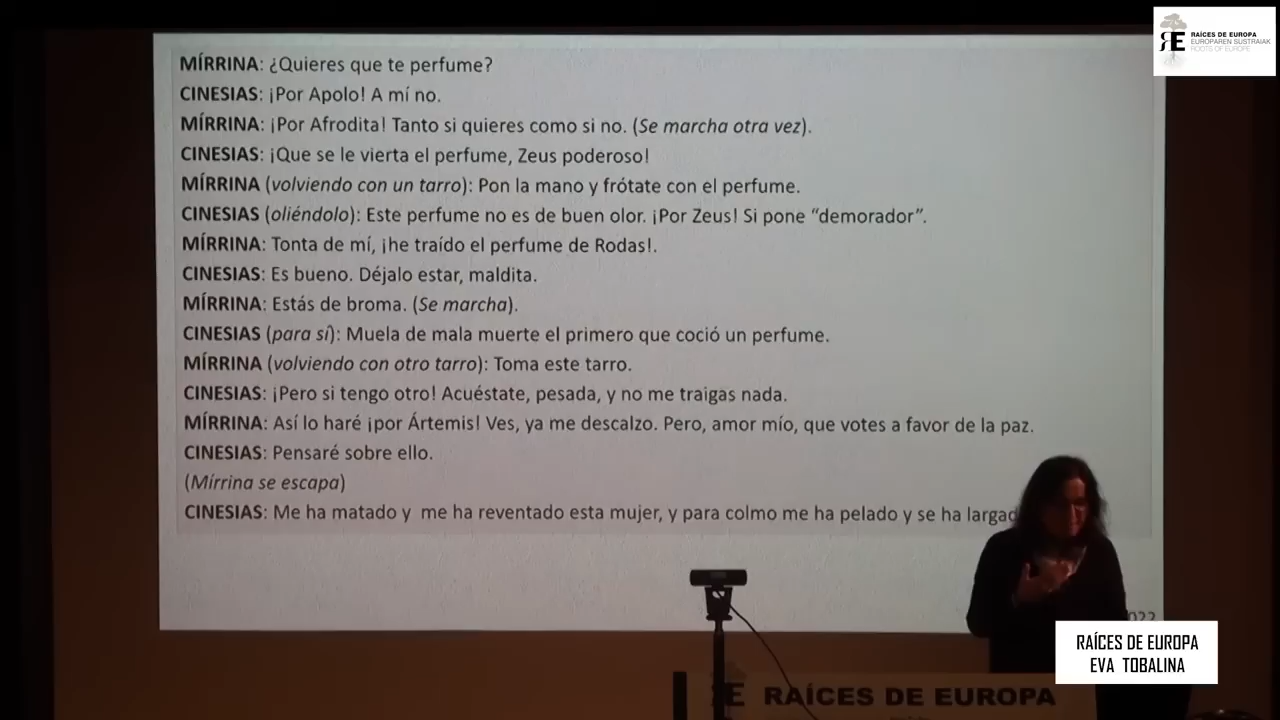 RAÍCES DE EUROPA
EUROPAREN SUSTRAIAK
ROOTS OF EUROPE
MÍRRINA: ¿Quieres que te perfume?
CINESIAS: ¡Por Apolo! A mí no.
MÍRRINA: ¡Por Afrodita! Tanto si quieres como si no. (Se marcha otra vez).
CINESIAS: ¡Que se le vierta el perfume, Zeus poderoso!
MÍRRINA (volviendo con un tarro): Pon la mano y frótate con el perfume.
CINESIAS (oliéndolo): Este perfume no es de buen olor. ¡Por Zeus! Si pone “demorador”.
MÍRRINA: Tonta de mí, ¡he traído el perfume de Rodas!.
CINESIAS: Es bueno. Déjalo estar, maldita.
MÍRRINA: Estás de broma. (Se marcha).
CINESIAS (para sí): Muela de mala muerte el primero que coció un perfume.
MÍRRINA (volviendo con otro tarro): Toma este tarro.
CINESIAS: ¡Pero si tengo otro! Acuéstate, pesada, y no me traigas nada.
MÍRRINA: Así lo haré ¡por Ártemis! Ves, ya me descalzo. Pero, amor mío, que votes a favor de la paz.
CINESIAS: Pensaré sobre ello.
(Mírrina se escapa)
CINESIAS: Me ha matado y me ha reventado esta mujer, y para colmo me ha pelado y se ha largad
022
RAÍCES DE EUROPA
EVA TOBALINA
RAÍCES DE EUROPA